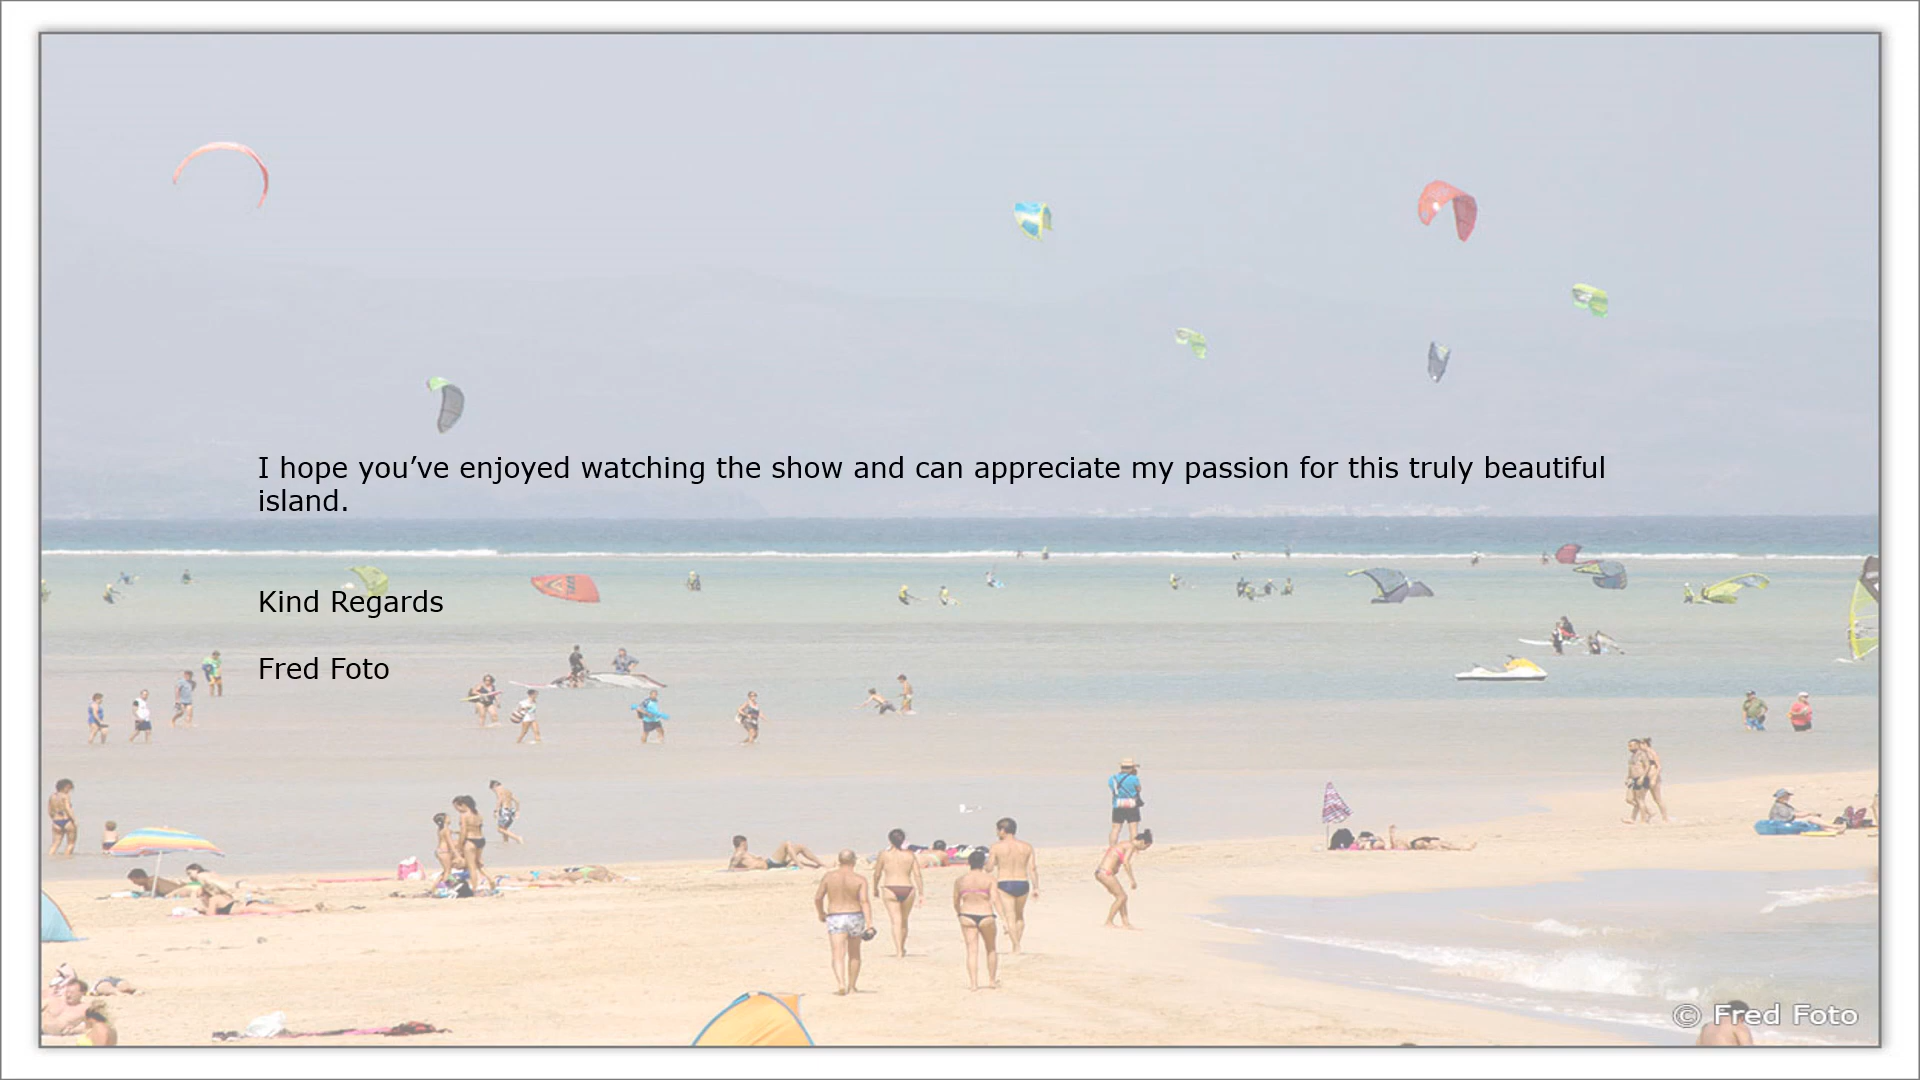 I hope you’ve enjoyed watching the show and can appreciate my passion for this truly beautiful
island.
Kind Regards
Fred Foto
© Fred Foto